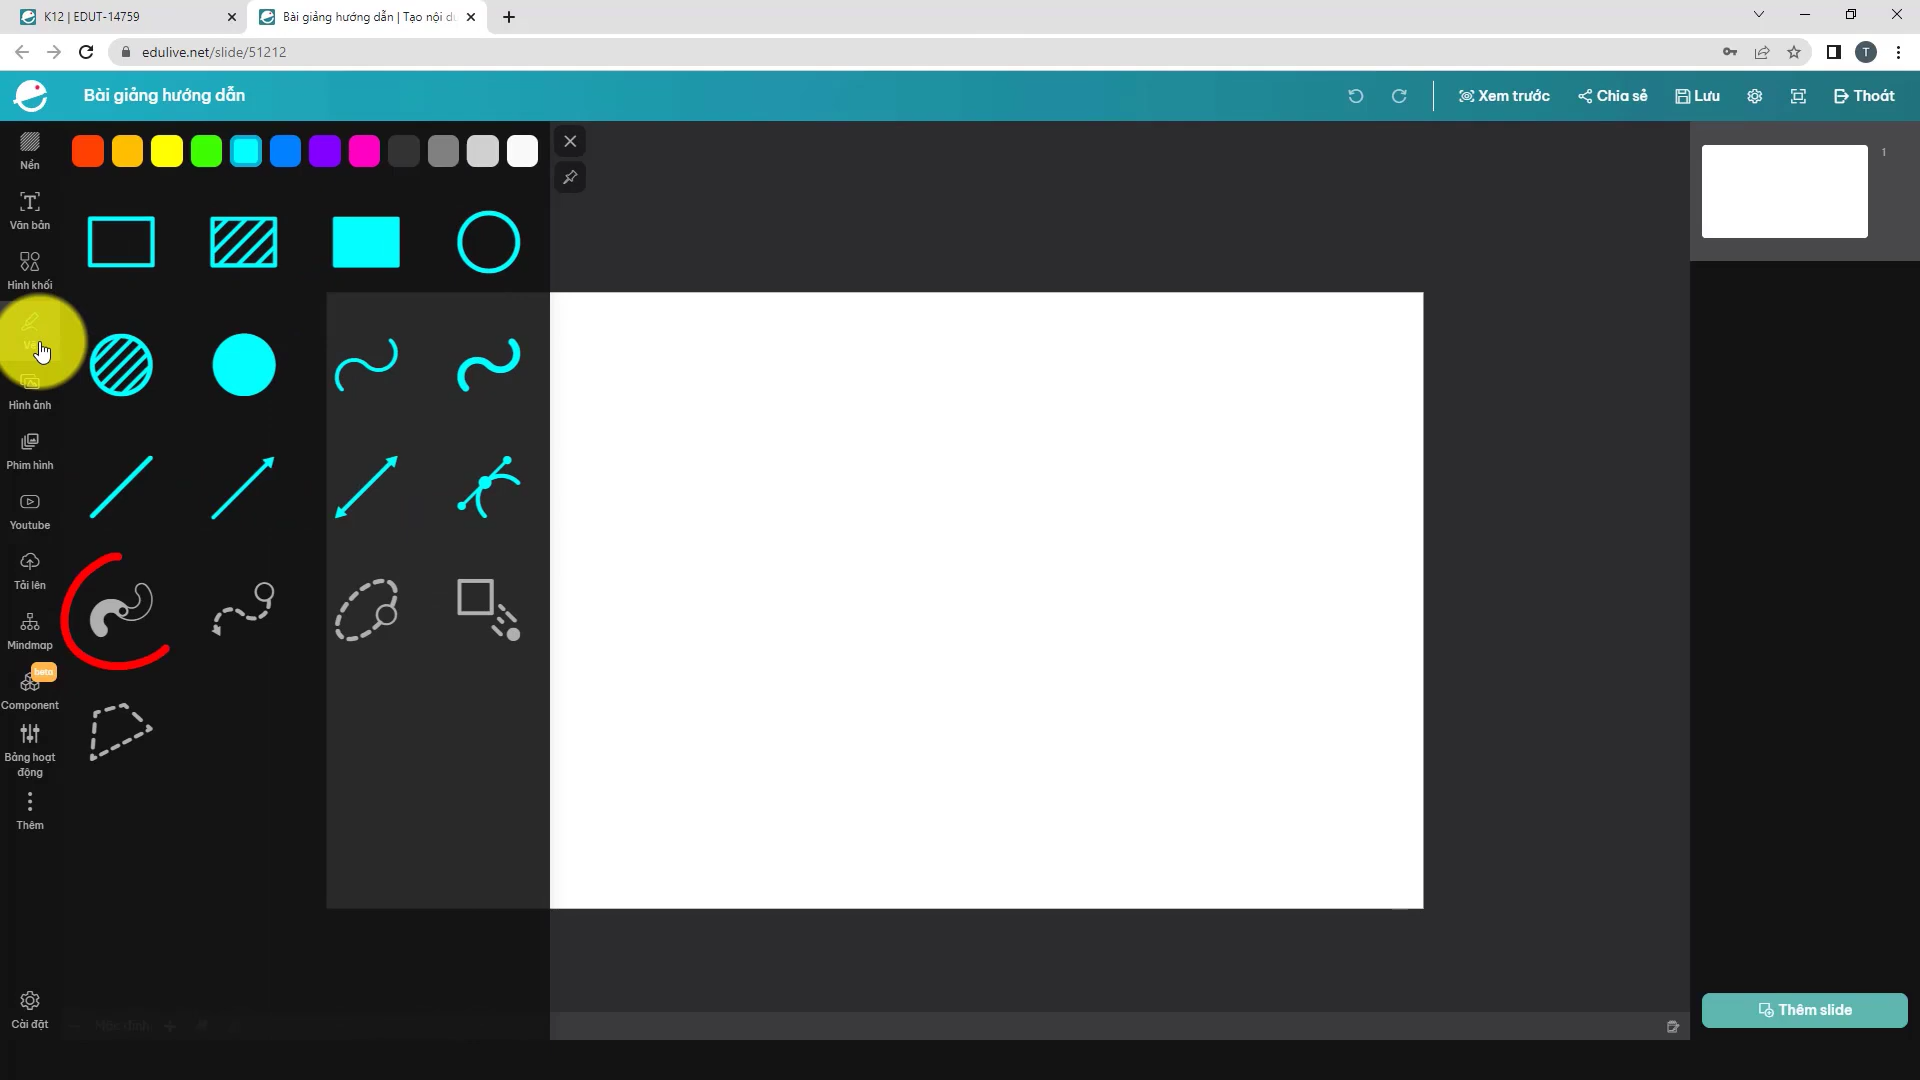 K12 | EDUT-14759
Bài giảng hướng dẫn | Tạo nội d
edulive.net/slide/51212
T
Bài giảng hướng dẫn
Xem trước
Chia sẻ
Lưu
Thoát
Nền
Văn bản
Hình khối
Vẽ
Hình ảnh
Phim hình
Youtube
Tải lên
Mindmap
beta
Component
Bảng hoạt
động
Thêm
Cài đặt
1
Thêm slide